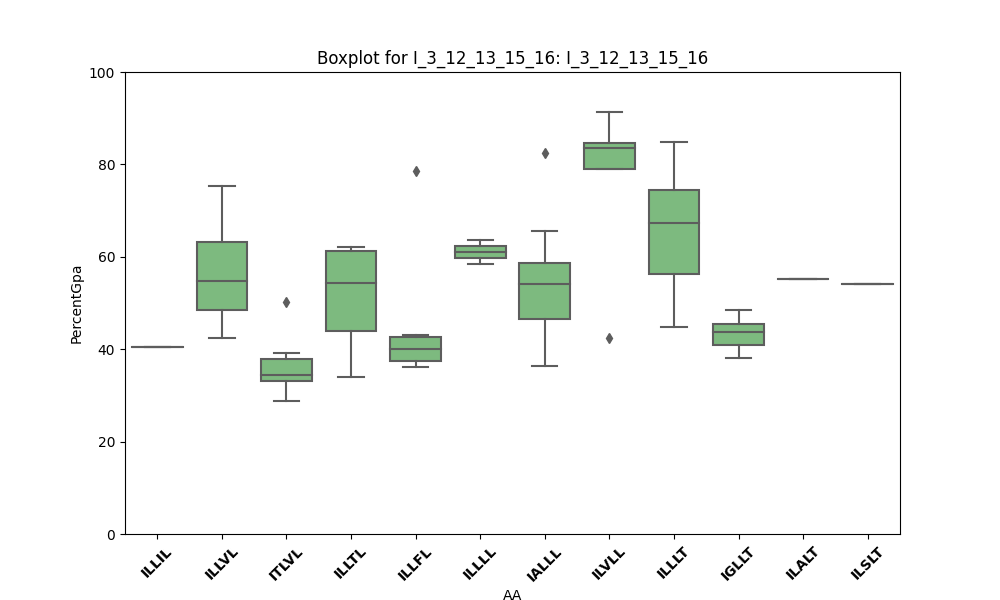 Boxplot for I_3_12_13_15_16: I_3_12_13_15_16
100
80
60
40
20
0
PercentGpa
ILLIL
ILLVL
ITLVL
ILLTL
ILLFL
ILLLL
IALLL
ILVLL
ILLLT
IGLLT
ILALT
ILSLT
AA